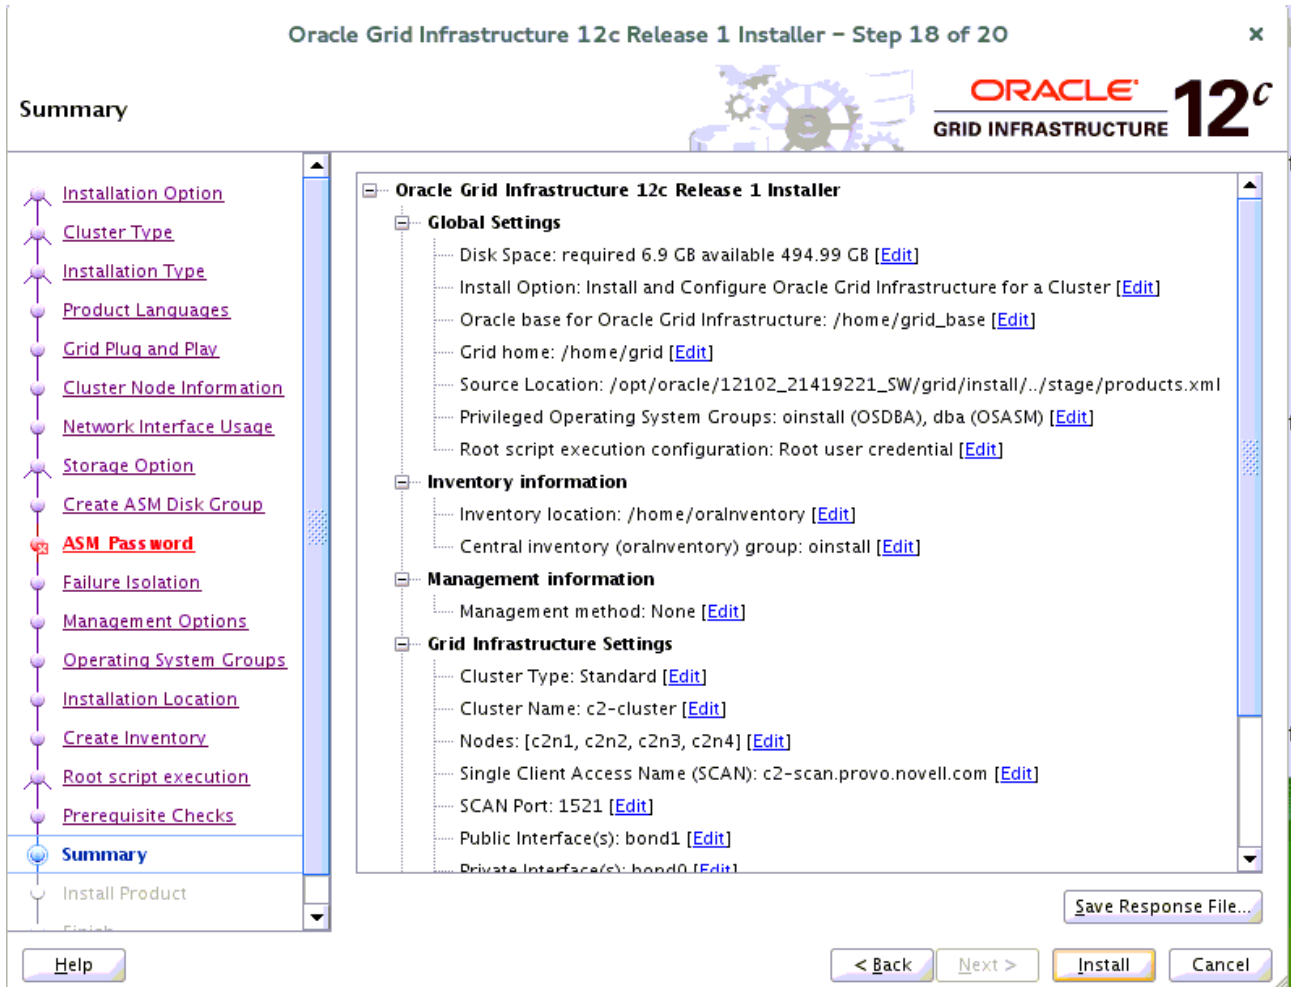 Oracle Grid Infrastructure 12c Release 1 Installer – Step 18 of 20
Summary
ORACLE
GRID INFRASTRUCTURE
12c
Installation Option
Cluster Type
Installation Type
Product Languages
Grid Plug and Play
Cluster Node Information
Network Interface Usage
Storage Option
Create ASM Disk Group
ASM Password
Failure Isolation
Management Options
Operating System Groups
Installation Location
Create Inventory
Root script execution
Prerequisite Checks
Summary
Install Product
Finish
Oracle Grid Infrastructure 12c Release 1 Installer
Global Settings
Disk Space: required 6.9 GB available 494.99 GB [Edit]
Install Option: Install and Configure Oracle Grid Infrastructure for a Cluster [Edit]
Oracle base for Oracle Grid Infrastructure: /home/grid_base [Edit]
Grid home: /home/grid [Edit]
Source Location: /opt/oracle/12102_21419221_SW/grid/install/../stage/products.xml
Privileged Operating System Groups: oinstall (OSDBA), dba (OSASM) [Edit]
Root script execution configuration: Root user credential [Edit]
Inventory information
Inventory location: /home/oraInventory [Edit]
Central inventory (oraInventory) group: oinstall [Edit]
Management information
Management method: None [Edit]
Grid Infrastructure Settings
Cluster Type: Standard [Edit]
Cluster Name: c2-cluster [Edit]
Nodes: [c2n1, c2n2, c2n3, c2n4] [Edit]
Single Client Access Name (SCAN): c2-scan.provo.novell.com [Edit]
SCAN Port: 1521 [Edit]
Public Interface(s): bond1 [Edit]
Private Interface(s): bond0 [Edit]
Save Response File...
Help
< Back
Next >
Install
Cancel